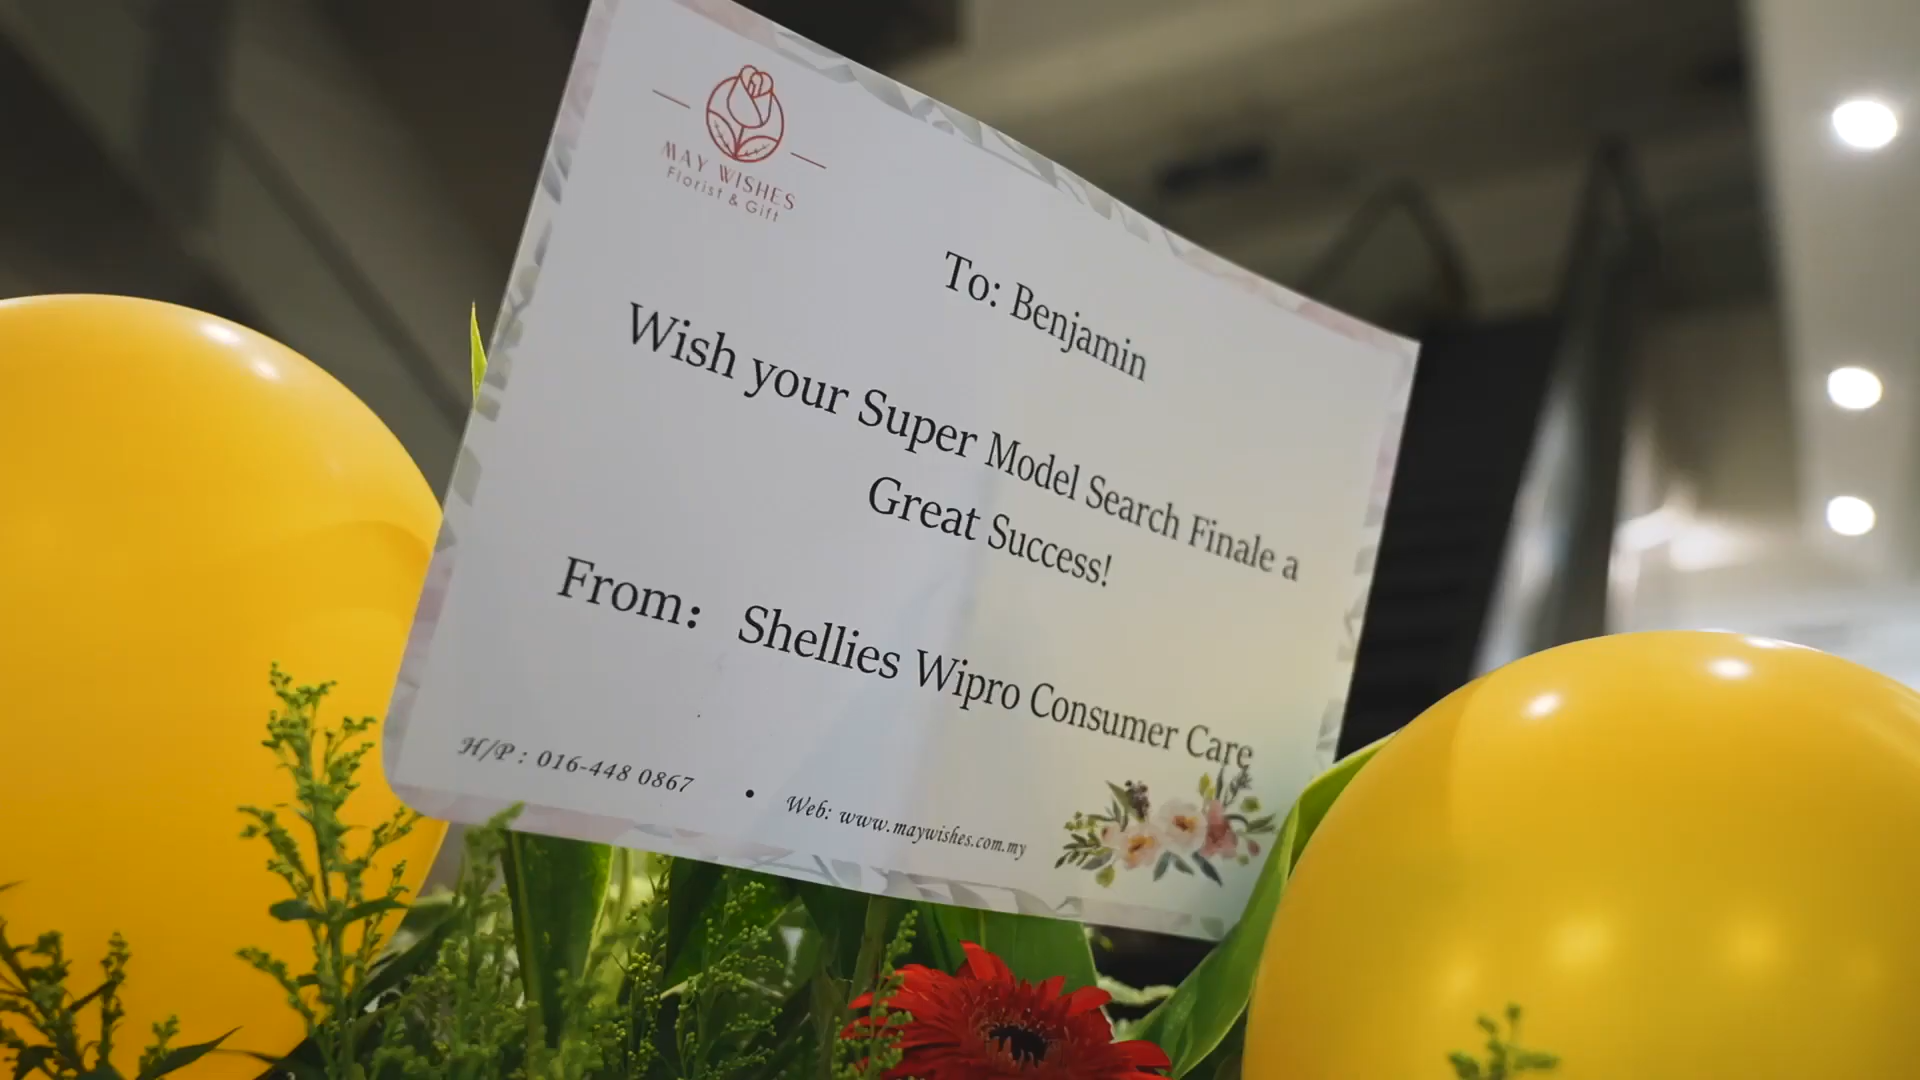 MAY WISHES
Florist & Gift
To: Benjamin
Wish your Super Model Search Finale a
Great Success!
From: Shellies Wipro Consumer Care
H/P : 016-448 0867 • Web: www.maywishes.com.my